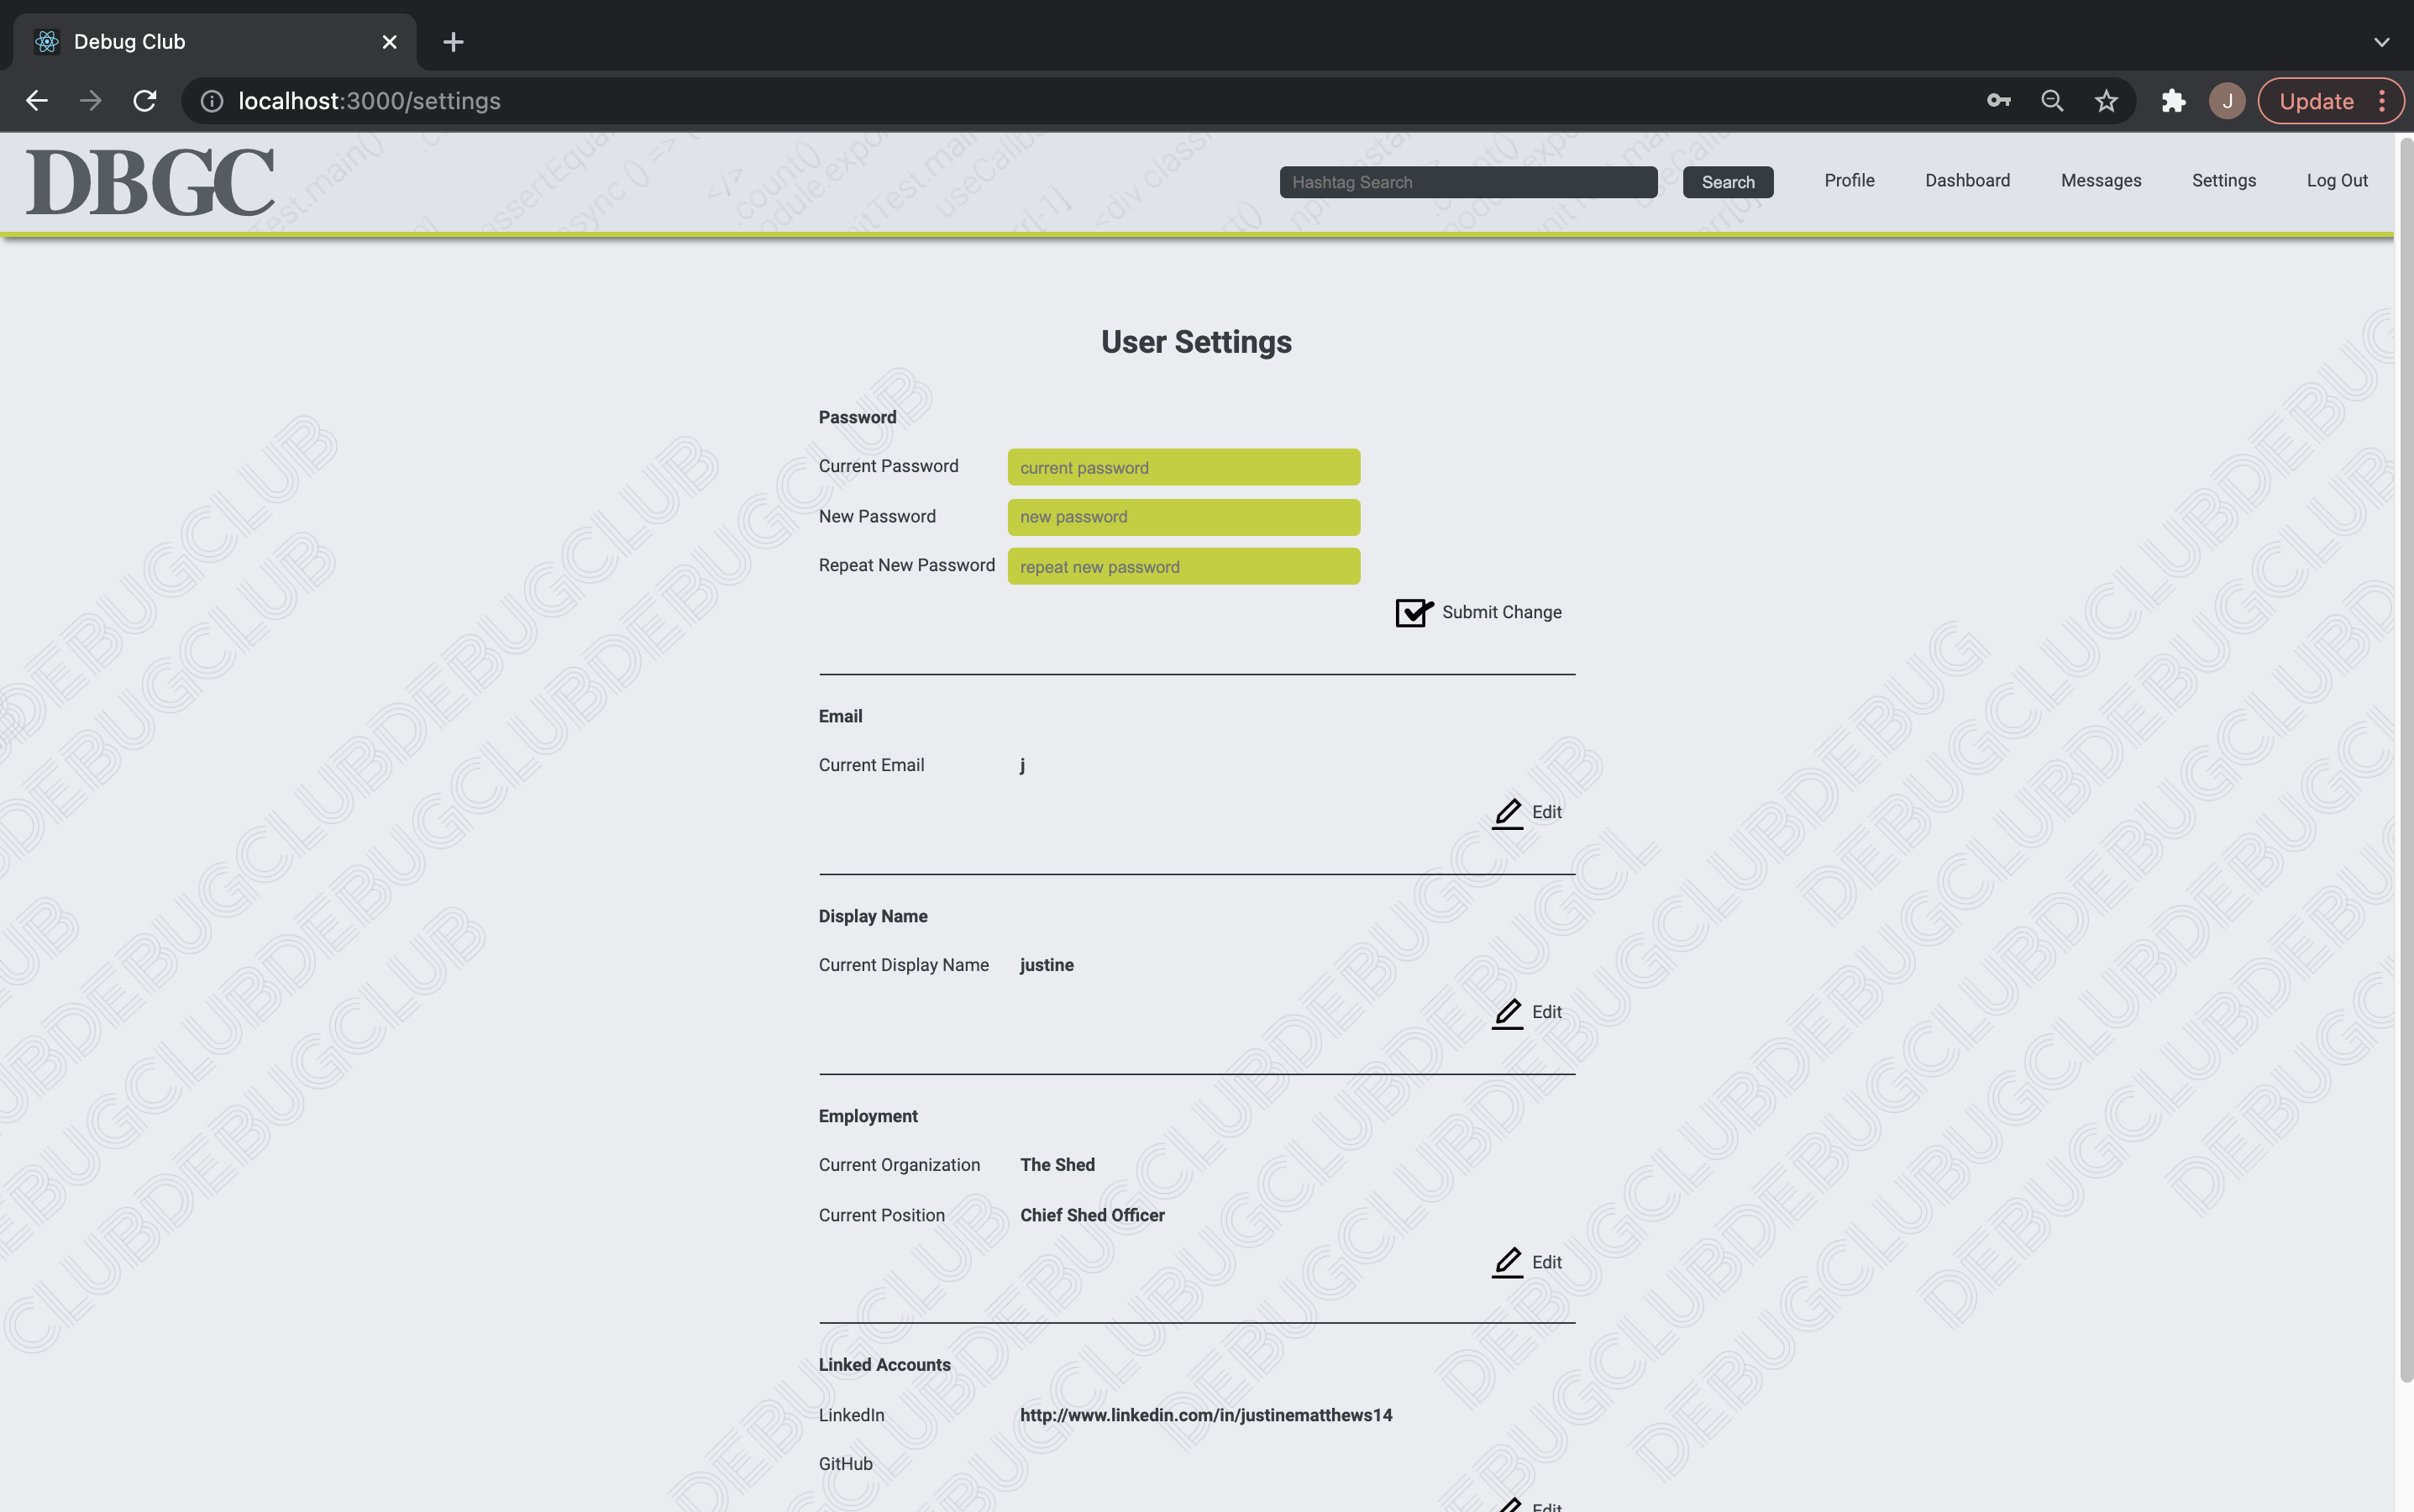 Debug Club
localhost:3000/settings
J
Update
DBGC
Hashtag Search
Search
Profile
Dashboard
Messages
Settings
Log Out
User Settings
Password
Current Password
current password
New Password
new password
Repeat New Password
repeat new password
Submit Change
Email
Current Email
j
Edit
Display Name
Current Display Name
justine
Edit
Employment
Current Organization
The Shed
Current Position
Chief Shed Officer
Edit
Linked Accounts
LinkedIn
http://www.linkedin.com/in/justinematthews14
GitHub
Edit